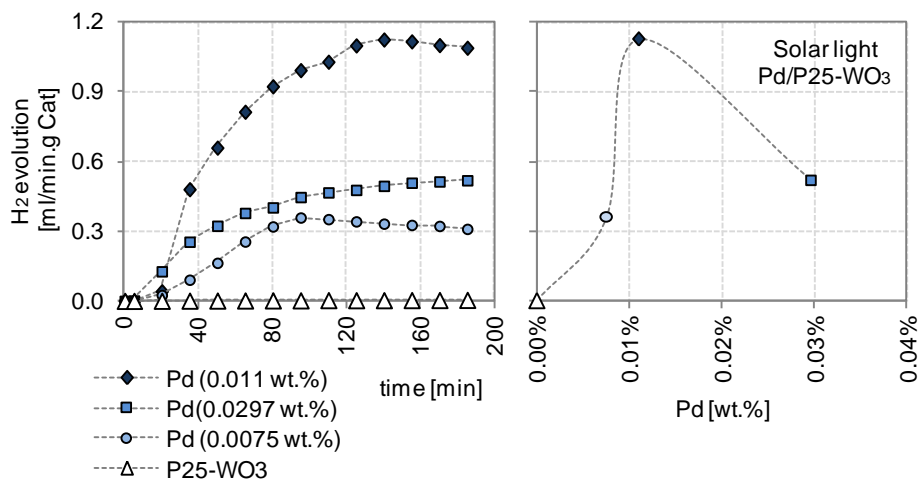 H2 evolution
[ml/min.g Cat]
1.2
0.9
0.6
0.3
0.0
0
40
80
120
160
200
time [min]
Pd (0.011 wt.%)
Pd(0.0297 wt.%)
Pd (0.0075 wt.%)
P25-WO3
Solar light
Pd/P25-WO3
0.00%
0.01%
0.02%
0.03%
0.04%
Pd [wt.%]